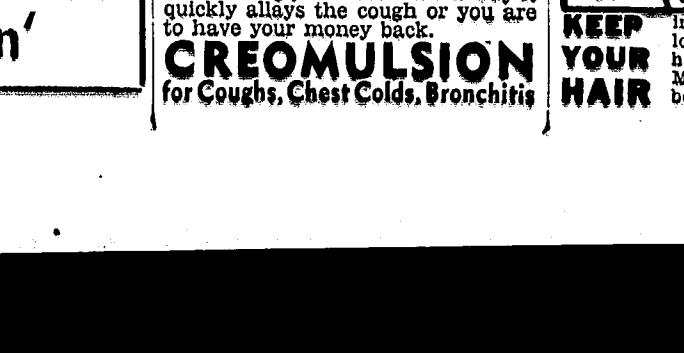 n'
quickly allays the cough or you are
to have your money back.
CREOMULSION
for Coughs, Chest Colds, Bronchitis
KEEP
YOUR
HAIR